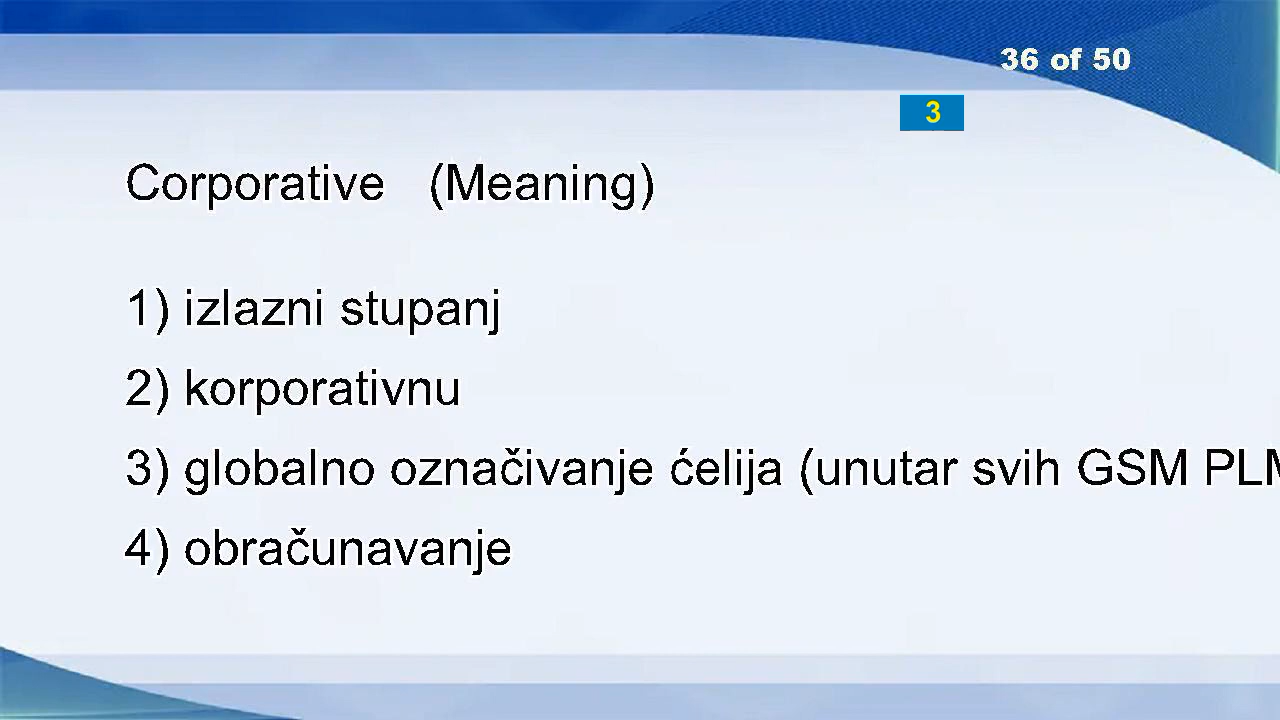 36 of 50
3
Corporative (Meaning)
1) izlazni stupanj
2) korporativnu
3) globalno označivanje ćelija (unutar svih GSM
4) obračunavanje